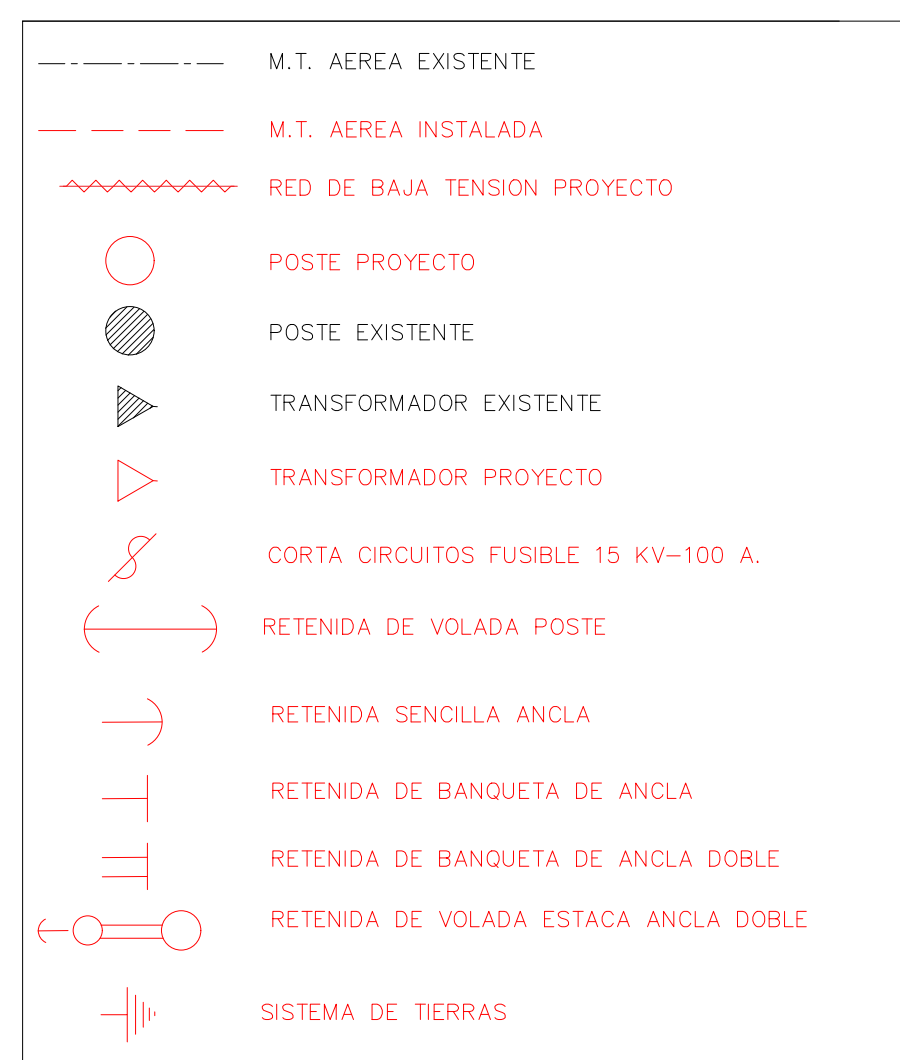 M.T. AEREA EXISTENTE
M.T. AEREA INSTALADA
RED DE BAJA TENSION PROYECTO
POSTE PROYECTO
POSTE EXISTENTE
TRANSFORMADOR EXISTENTE
TRANSFORMADOR PROYECTO
CORTA CIRCUITOS FUSIBLE 15 KV-100 A.
RETENIDA DE VOLADA POSTE
RETENIDA SENCILLA ANCLA
RETENIDA DE BANQUETA DE ANCLA
RETENIDA DE BANQUETA DE ANCLA DOBLE
RETENIDA DE VOLADA ESTACA ANCLA DOBLE
SISTEMA DE TIERRAS